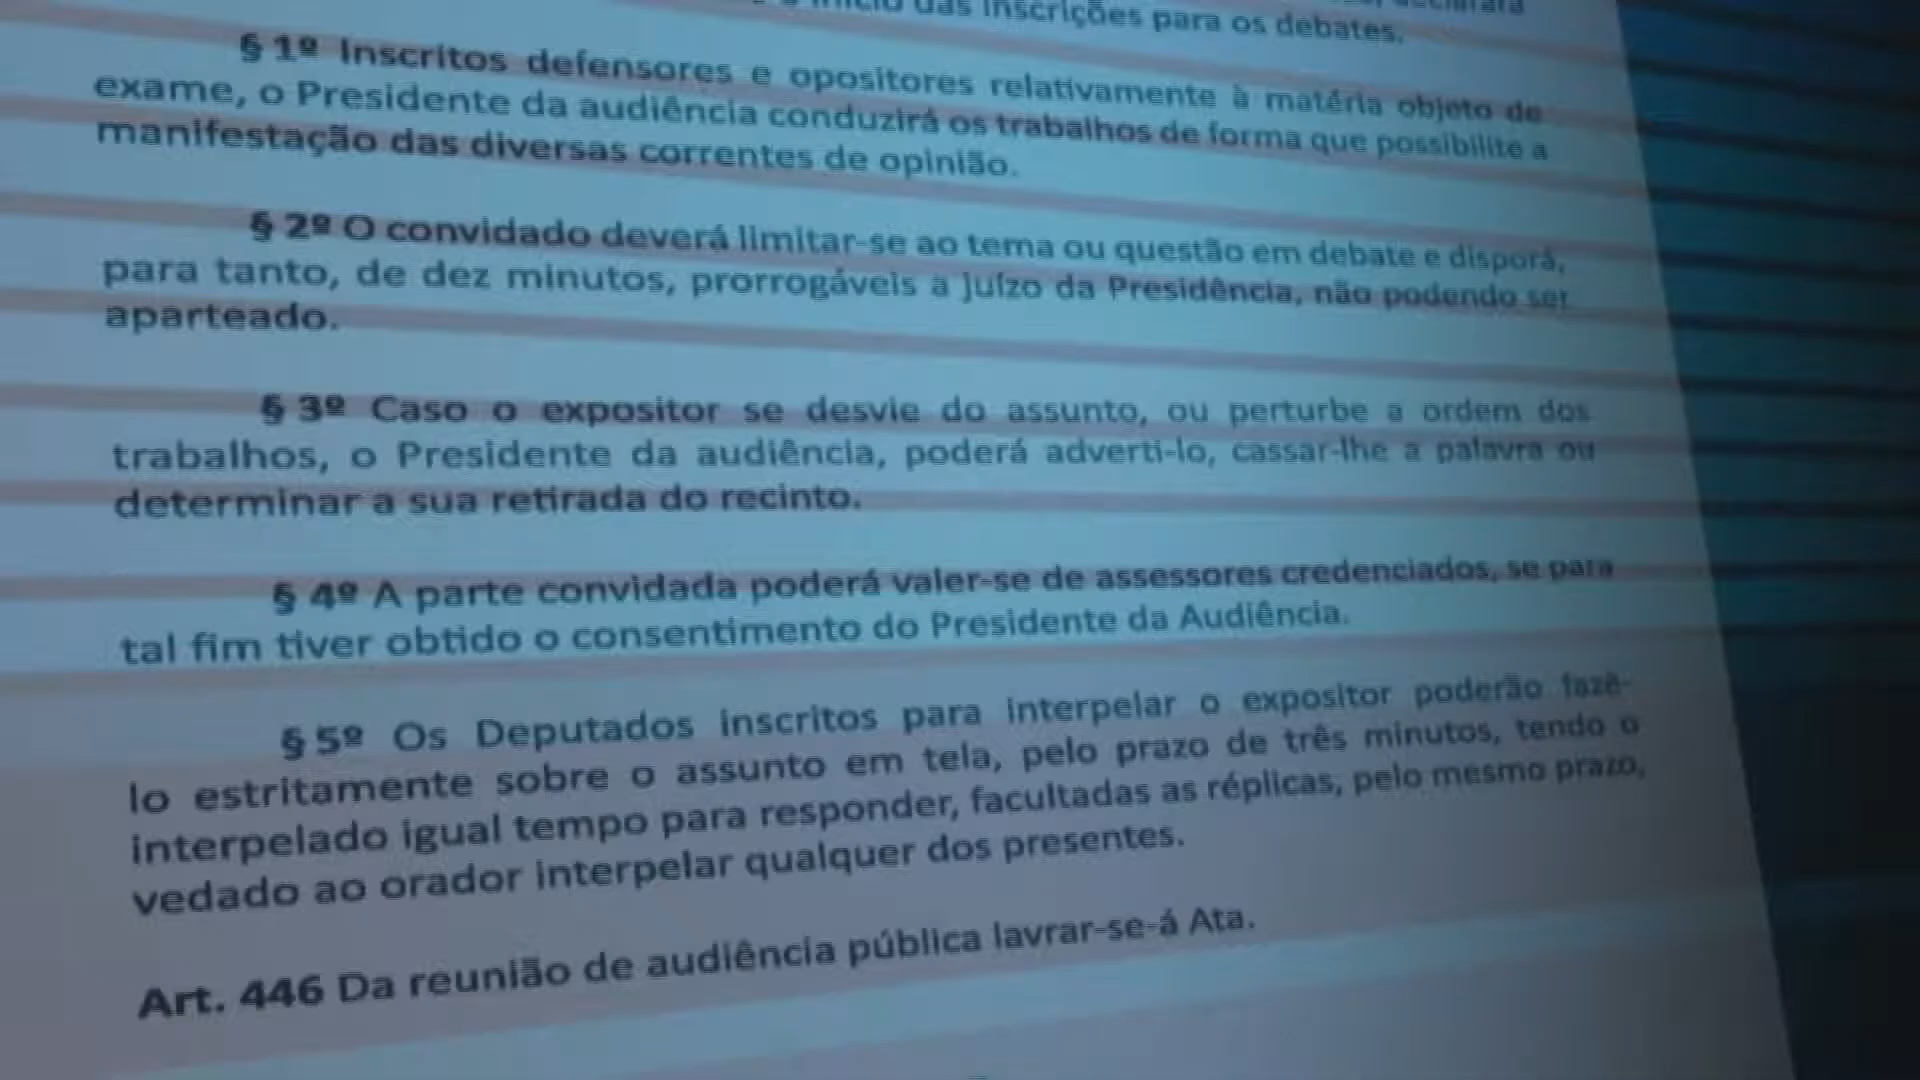 das inscrições para os debates.
§ 1º Inscritos defensores e opositores relativamente à matéria objeto de
exame, o Presidente da audiência conduzirá os trabalhos de forma que possibilite a
manifestação das diversas correntes de opinião.
§ 2º O convidado deverá limitar-se ao tema ou questão em debate e disporá,
para tanto, de dez minutos, prorrogáveis a juízo da Presidência, não podendo ser
aparteado.
§ 3º Caso o expositor se desvie do assunto, ou perturbe a ordem dos
trabalhos, o Presidente da audiência, poderá adverti-lo, cassar-lhe a palavra ou
determinar a sua retirada do recinto.
§ 4º A parte convidada poderá valer-se de assessores credenciados, se para
tal fim tiver obtido o consentimento do Presidente da Audiência.
§ 5º Os Deputados inscritos para interpelar o expositor poderão fazê-
lo estritamente sobre o assunto em tela, pelo prazo de três minutos, tendo o
interpelado igual tempo para responder, facultadas as réplicas, pelo mesmo prazo,
vedado ao orador interpelar qualquer dos presentes.
Art. 446 Da reunião de audiência pública lavrar-se-á Ata.